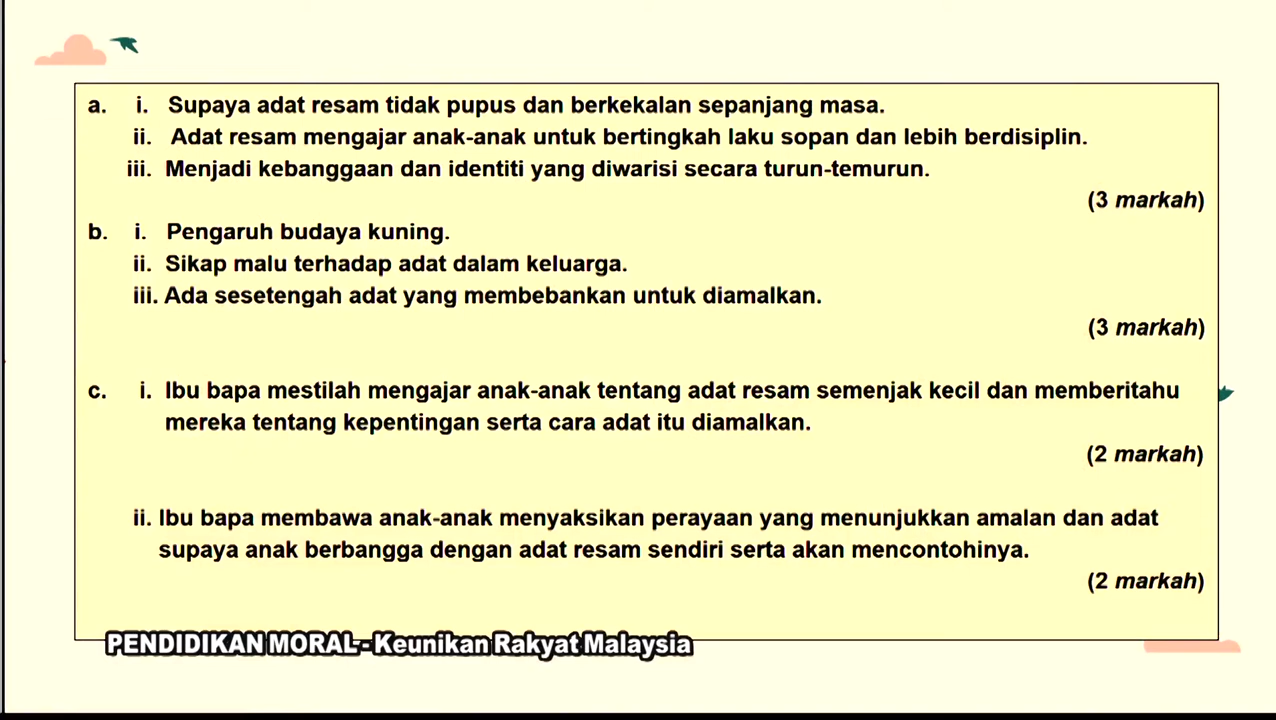 a. i. Supaya adat resam tidak pupus dan berkekalan sepanjang masa.
ii. Adat resam mengajar anak-anak untuk bertingkah laku sopan dan lebih berdisiplin.
iii. Menjadi kebanggaan dan identiti yang diwarisi secara turun-temurun.
(3 markah)
b. i. Pengaruh budaya kuning.
ii. Sikap malu terhadap adat dalam keluarga.
iii. Ada sesetengah adat yang membebankan untuk diamalkan.
(3 markah)
c. i. Ibu bapa mestilah mengajar anak-anak tentang adat resam semenjak kecil dan memberitahu
mereka tentang kepentingan serta cara adat itu diamalkan.
(2 markah)
ii. Ibu bapa membawa anak-anak menyaksikan perayaan yang menunjukkan amalan dan adat
supaya anak berbangga dengan adat resam sendiri serta akan mencontohinya.
(2 markah)
PENDIDIKAN MORAL - Keunikan Rakyat Malaysia